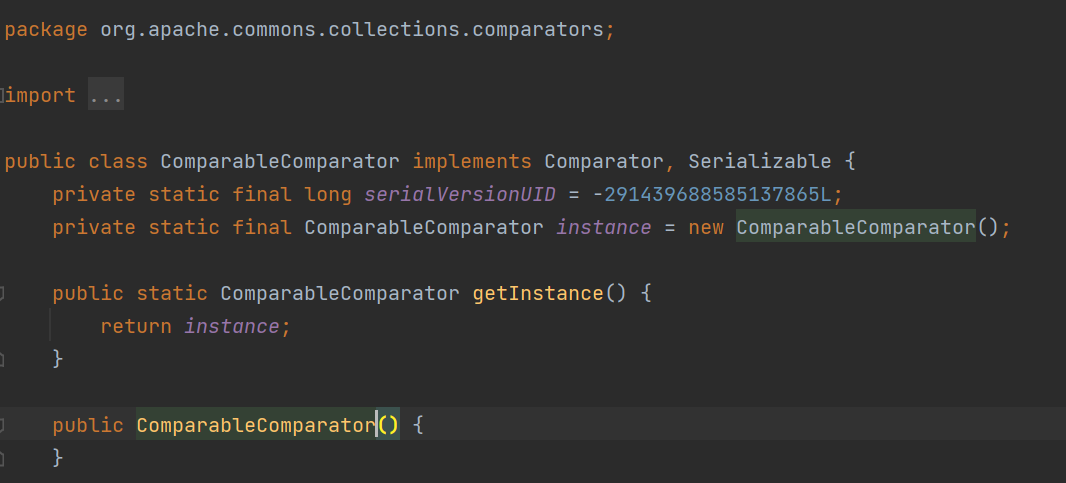 package org.apache.commons.collections.comparators;
import ...
public class ComparableComparator implements Comparator, Serializable {
private static final long serialVersionUID = -291439688585137865L;
private static final ComparableComparator instance = new ComparableComparator();
public static ComparableComparator getInstance() {
return instance;
}
public ComparableComparator() {
}